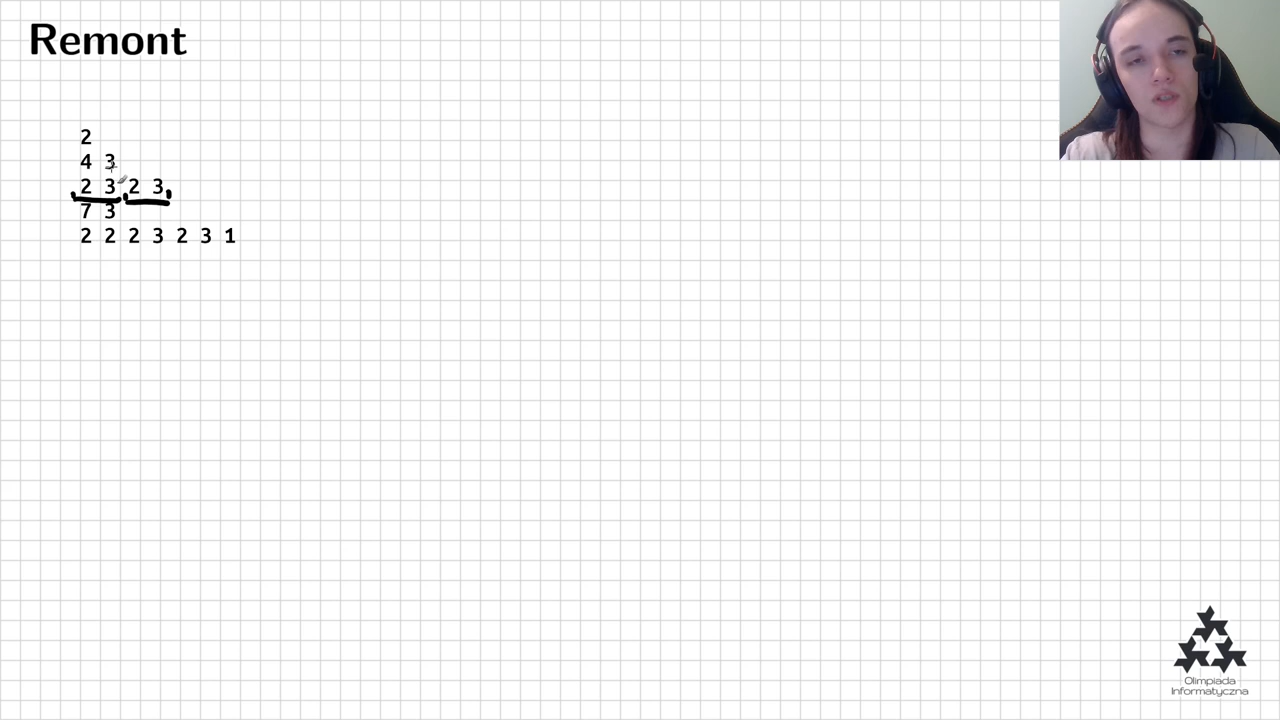 Remont
2
4 3
2 3 2 3
7 3
2 2 2 3 2 3 1
Olimpiada
Informatyczna